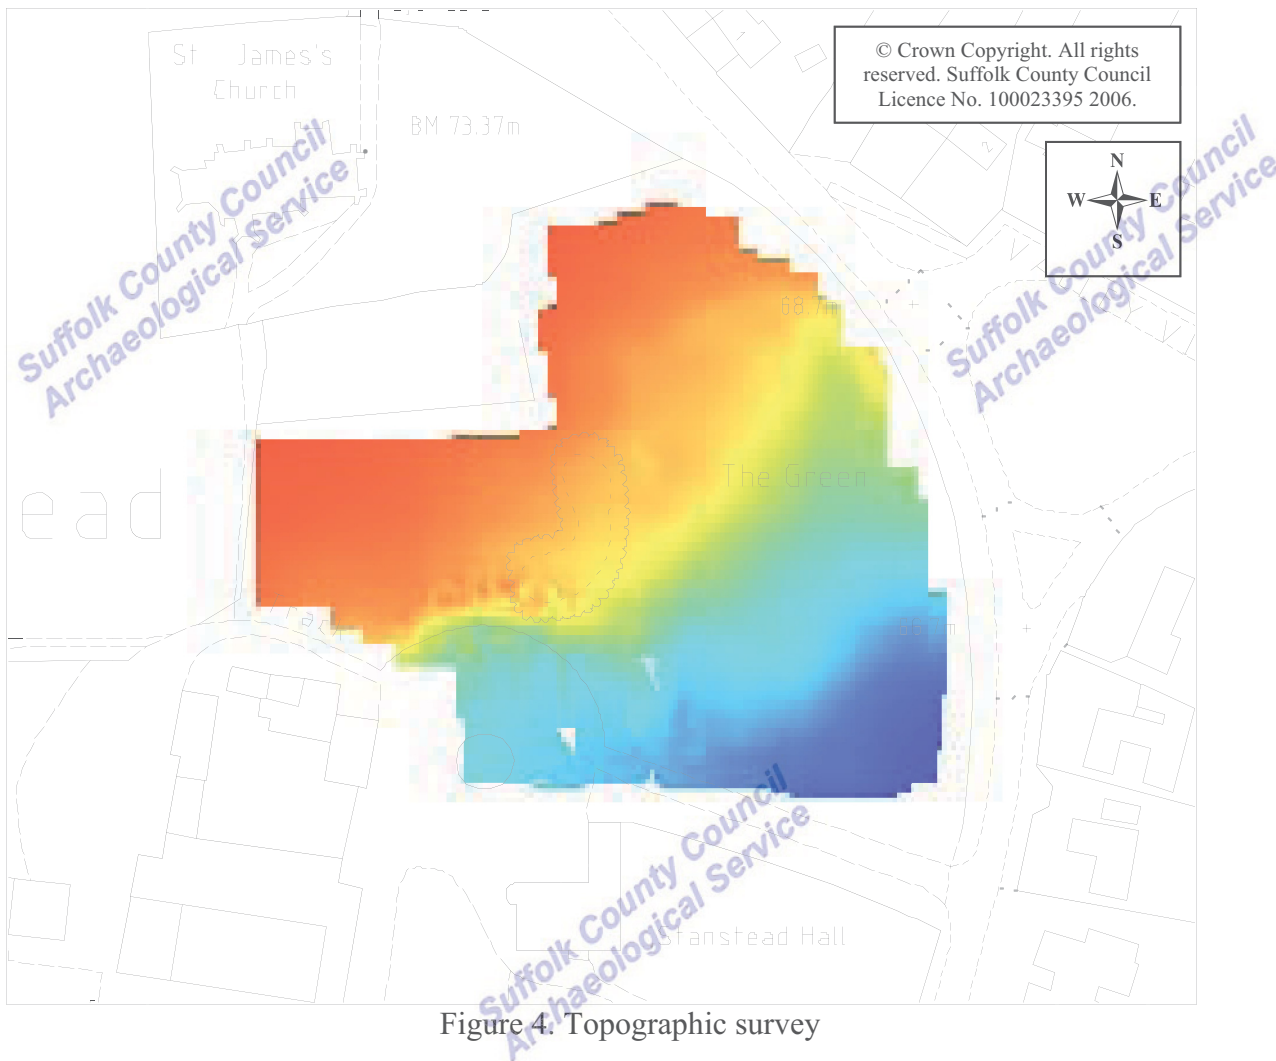 St James's
Church
BM 73.37m
© Crown Copyright. All rights
reserved. Suffolk County Council
Licence No. 100023395 2006.
N
W E
S
Suffolk County Council
Archaeological Service
Suffolk County Council
Archaeological Service
68.7m
The Green
ead
Suffolk County Council
Archaeological Service
Stanstead Hall
Figure 4. Topographic survey